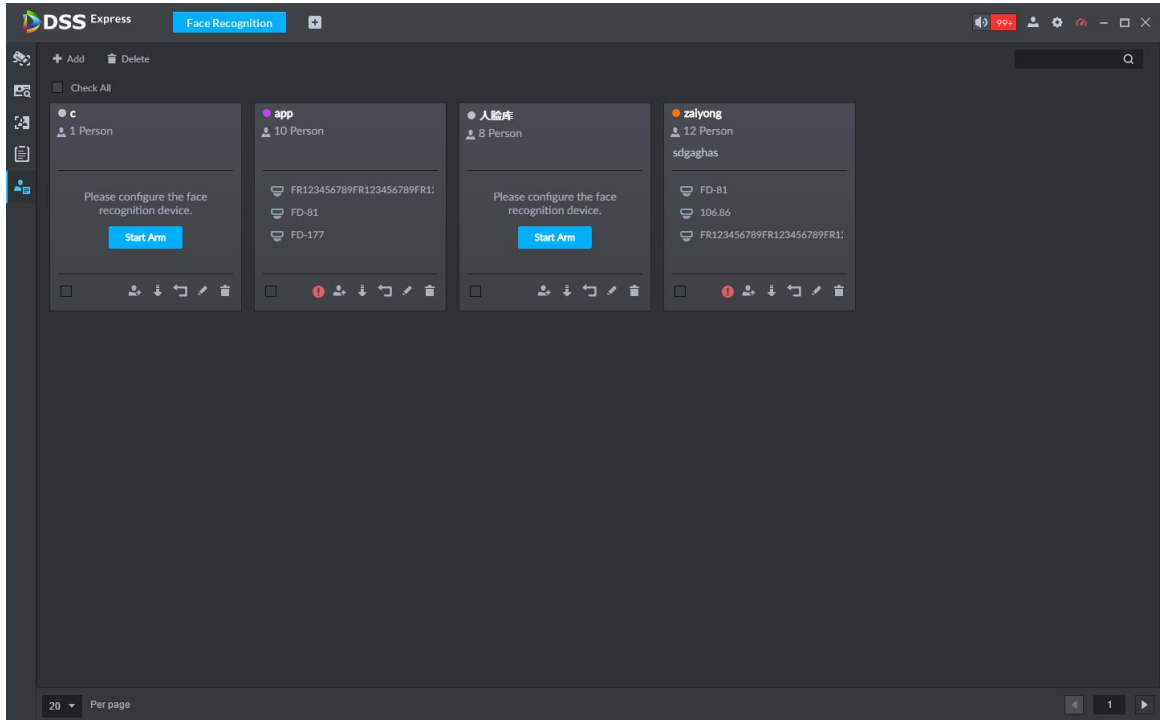 DSS Express
Face Recognition
99+
Add
Delete
Check All
c
1 Person
Please configure the face
recognition device.
Start Arm
app
10 Person
FR123456789FR123456789FR1:
FD-81
FD-177
人脸库
8 Person
Please configure the face
recognition device.
Start Arm
zaiyong
12 Person
sdgaghas
FD-81
106.86
FR123456789FR123456789FR1:
20
Per page
1